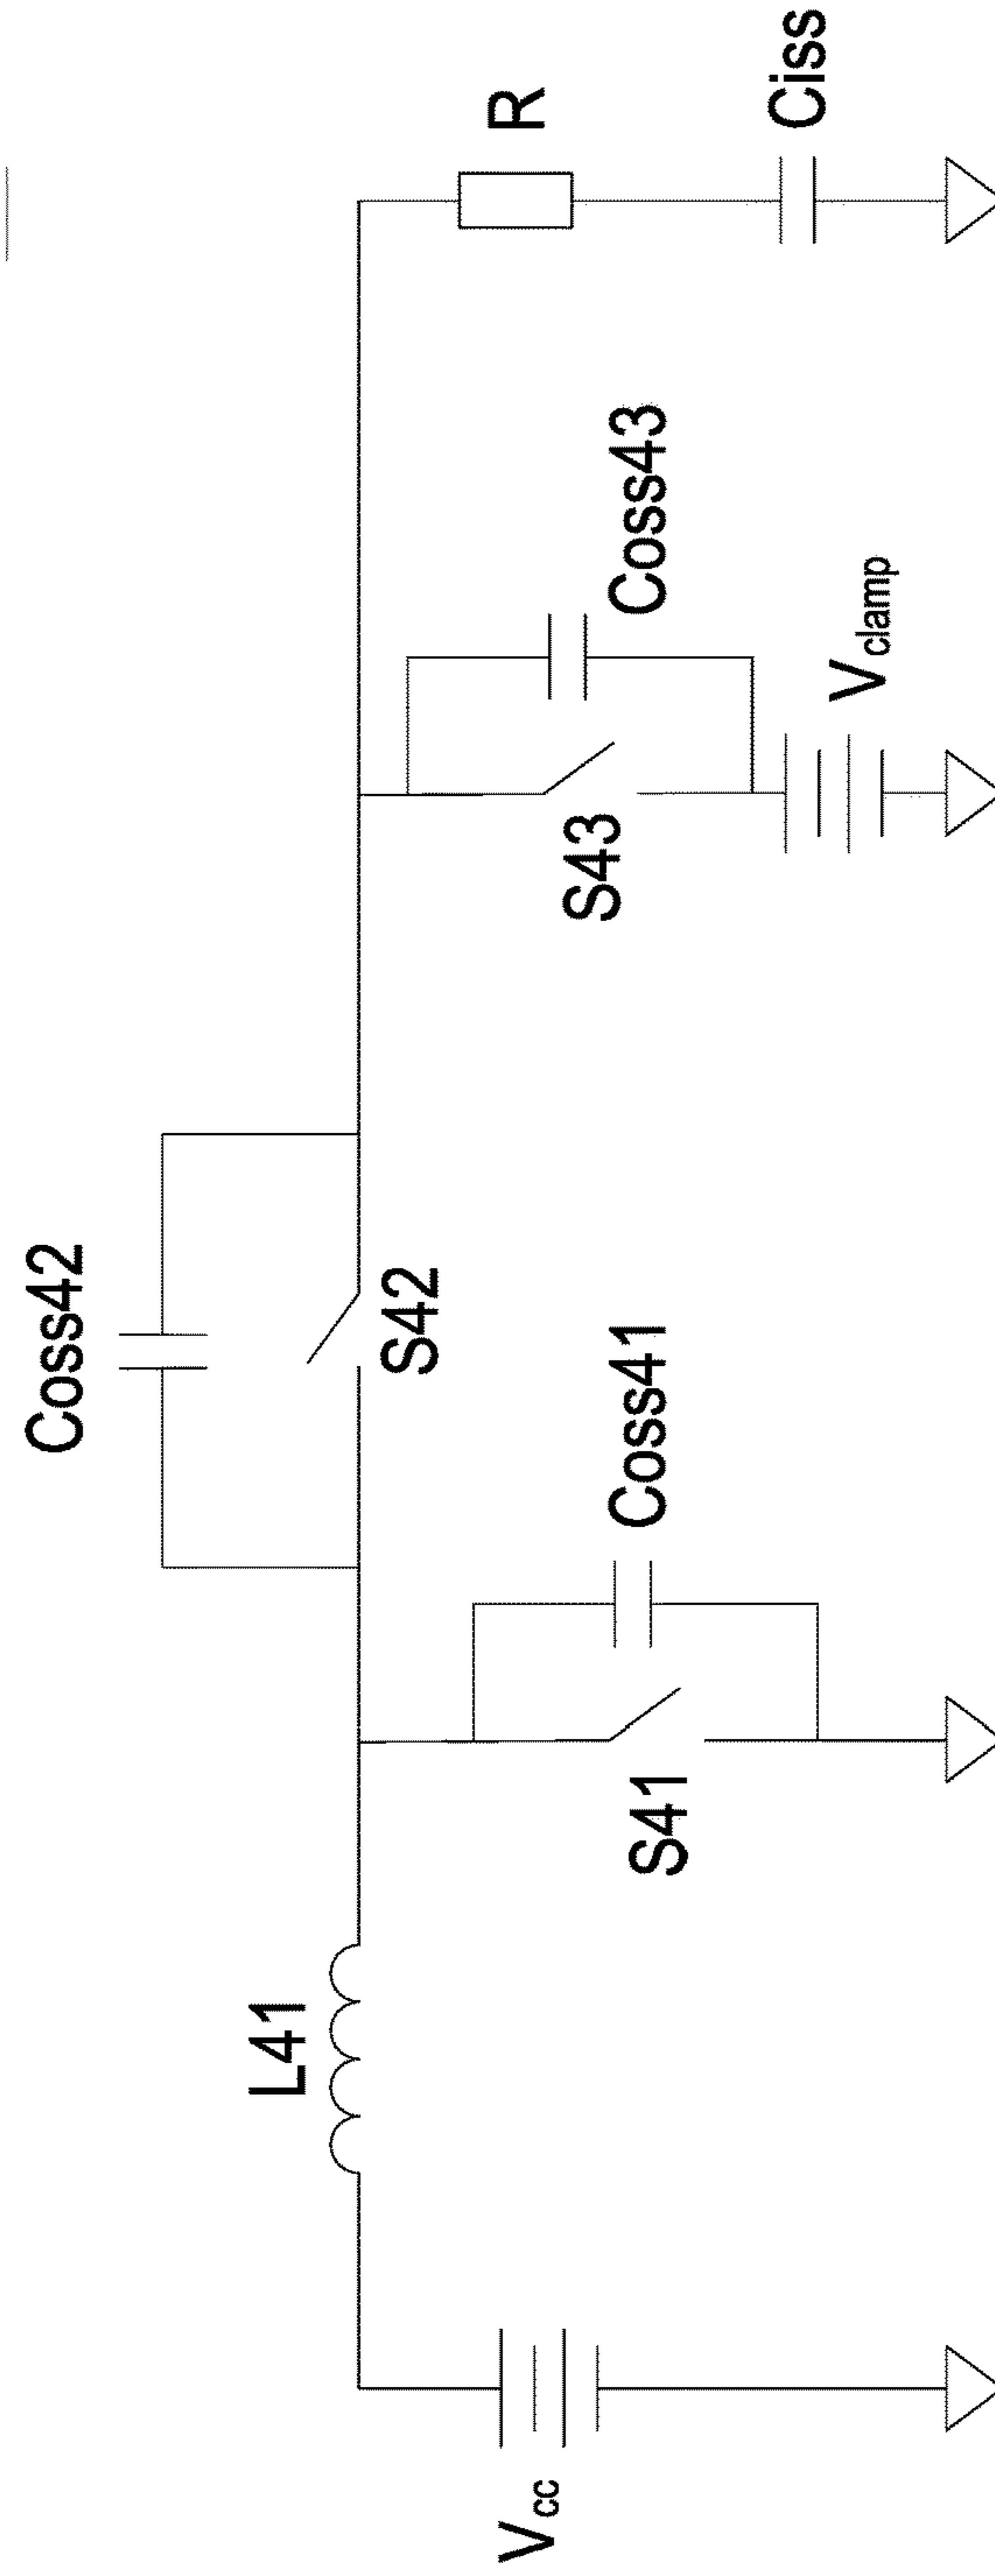 Coss42
L41
S42
Coss41
Coss43
R
S41
S43
Vcc
Vclamp
Ciss